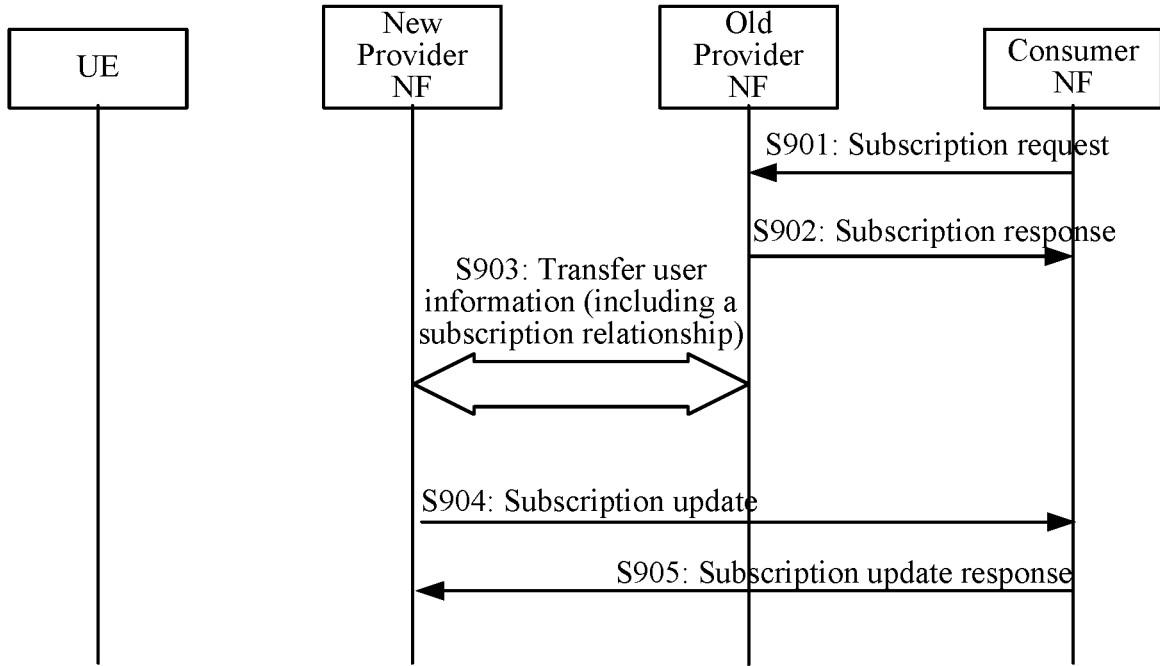 UE
New
Provider
NF
Old
Provider
NF
Consumer
NF
S901: Subscription request
S902: Subscription response
S903: Transfer user
information (including a
subscription relationship)
S904: Subscription update
S905: Subscription update response